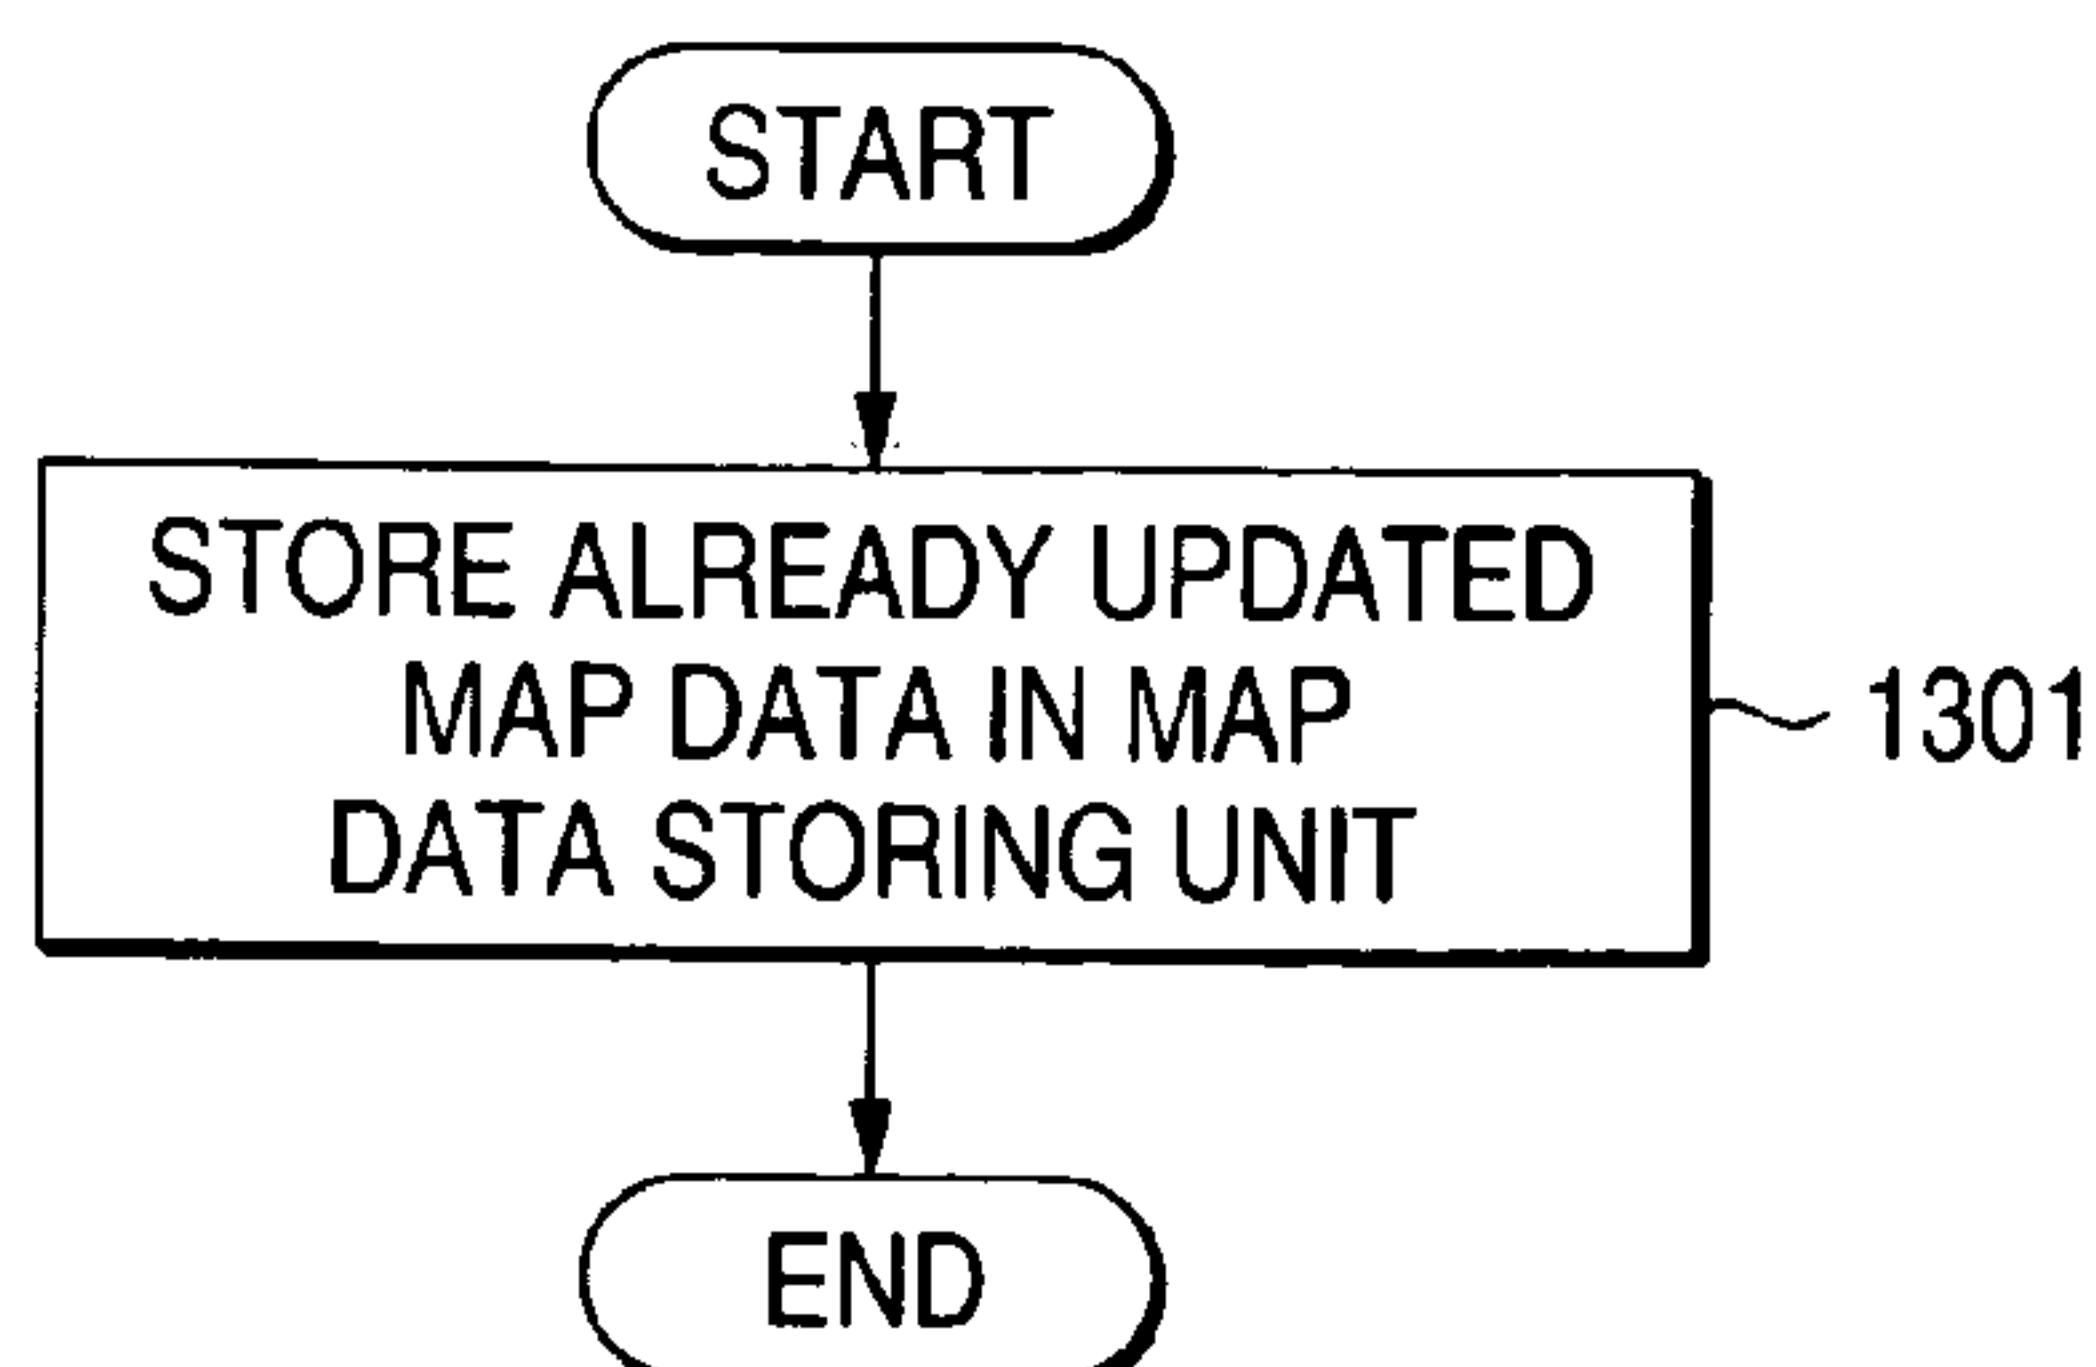 START
STORE ALREADY UPDATED
MAP DATA IN MAP
DATA STORING UNIT
1301
END